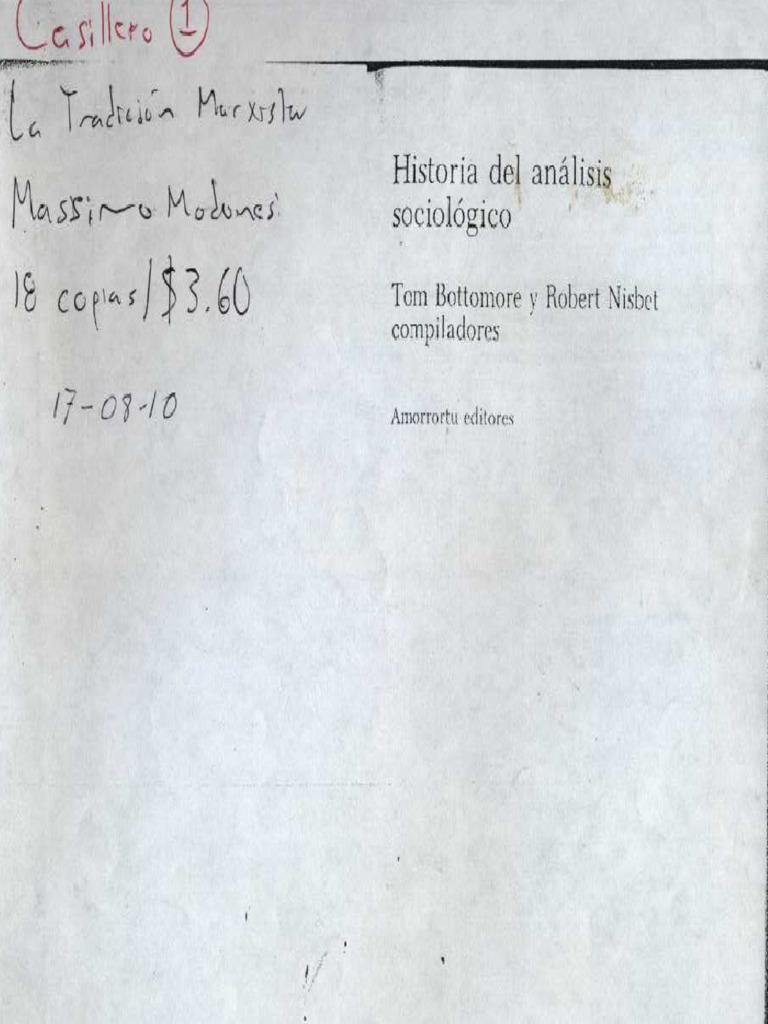 Casillero 1
La Tradición Marxista
Massimo Modonesi
18 copias/$3.60
17-08-10
Historia del análisis
sociológico
Tom Bottomore y Robert Nisbet
compiladores
Amorrortu editores